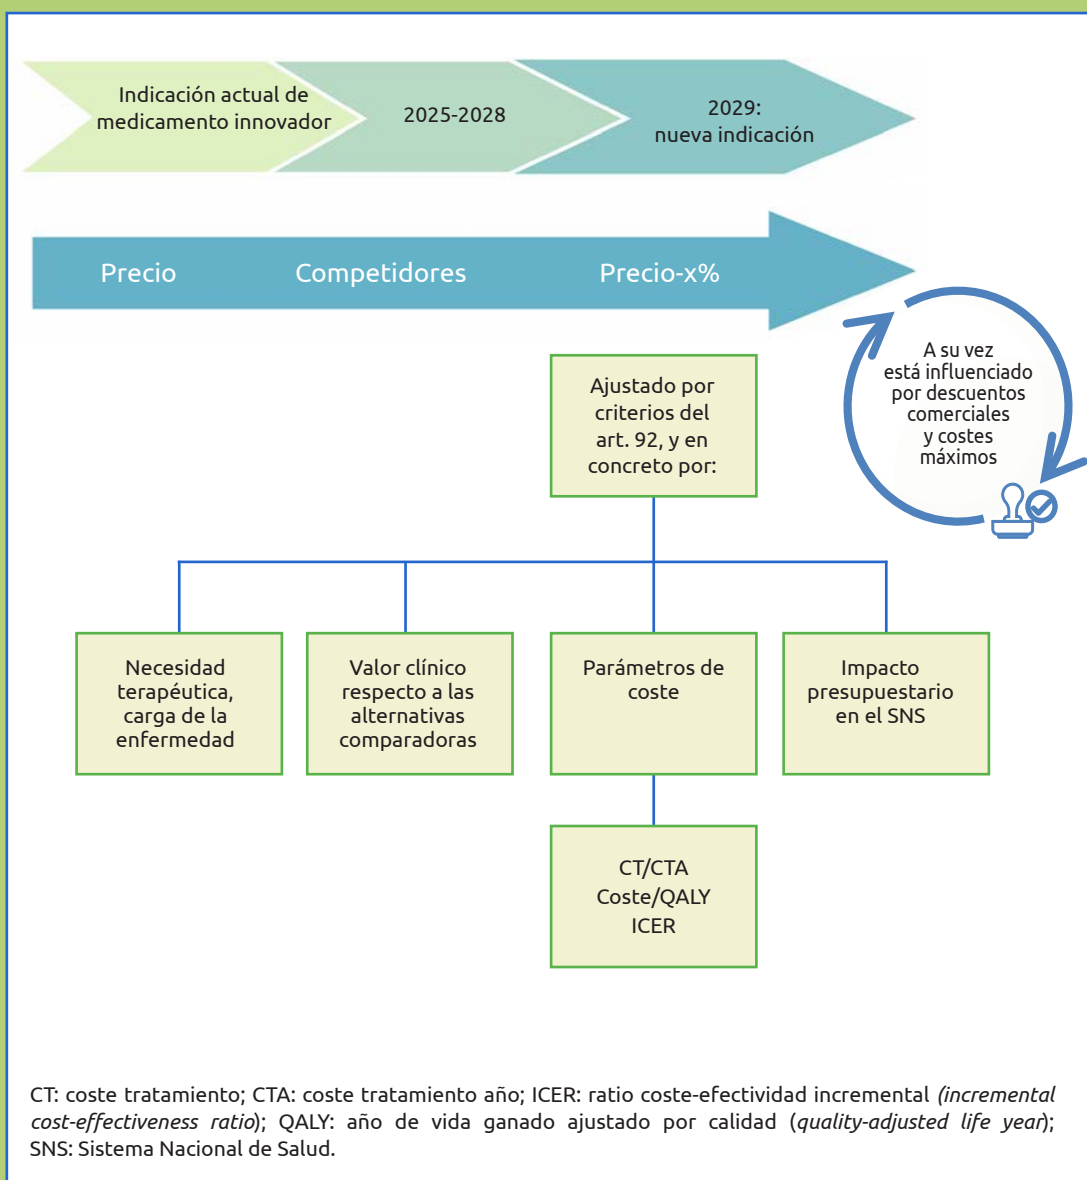 Indicación actual de
medicamento innovador
2025-2028
2029:
nueva indicación
Precio
Competidores
Precio-x%
A su vez
está influenciado
por descuentos
comerciales
y costes
máximos
Ajustado por
criterios del
art. 92, y en
concreto por:
Necesidad
terapéutica,
carga de la
enfermedad
Valor clínico
respecto a las
alternativas
comparadoras
Parámetros de
coste
Impacto
presupuestario
en el SNS
CT/CTA
Coste/QALY
ICER
CT: coste tratamiento; CTA: coste tratamiento año; ICER: ratio coste-efectividad incremental (incremental
cost-effectiveness ratio); QALY: año de vida ganado ajustado por calidad (quality-adjusted life year);
SNS: Sistema Nacional de Salud.